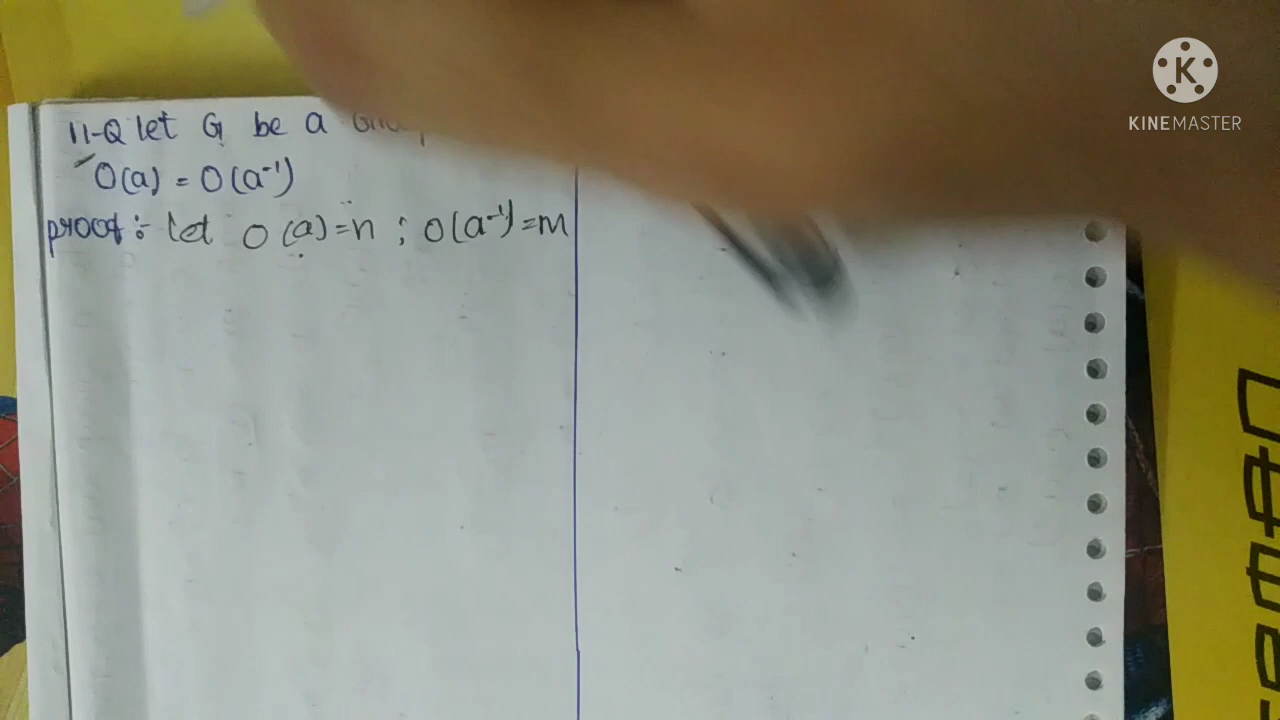 11-Q let G be a
O(a) = O(a⁻¹)
proof :- let O(a)=n ; O(a⁻¹)=m
KINEMASTER